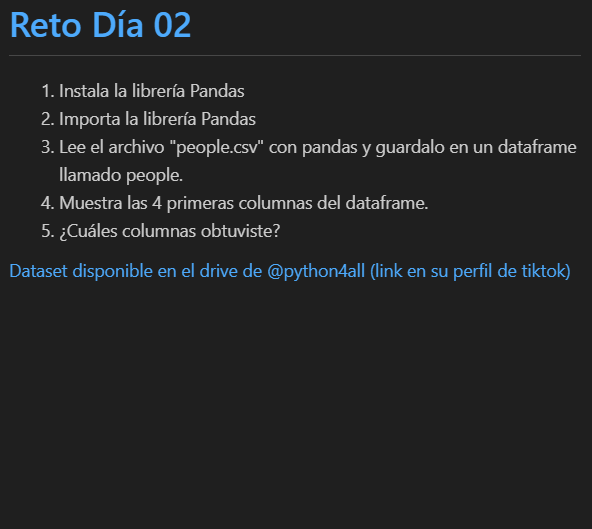 Reto Día 02
1. Instala la librería Pandas
2. Importa la librería Pandas
3. Lee el archivo "people.csv" con pandas y guardalo en un dataframe
llamado people.
4. Muestra las 4 primeras columnas del dataframe.
5. ¿Cuáles columnas obtuviste?
Dataset disponible en el drive de @python4all (link en su perfil de tiktok)